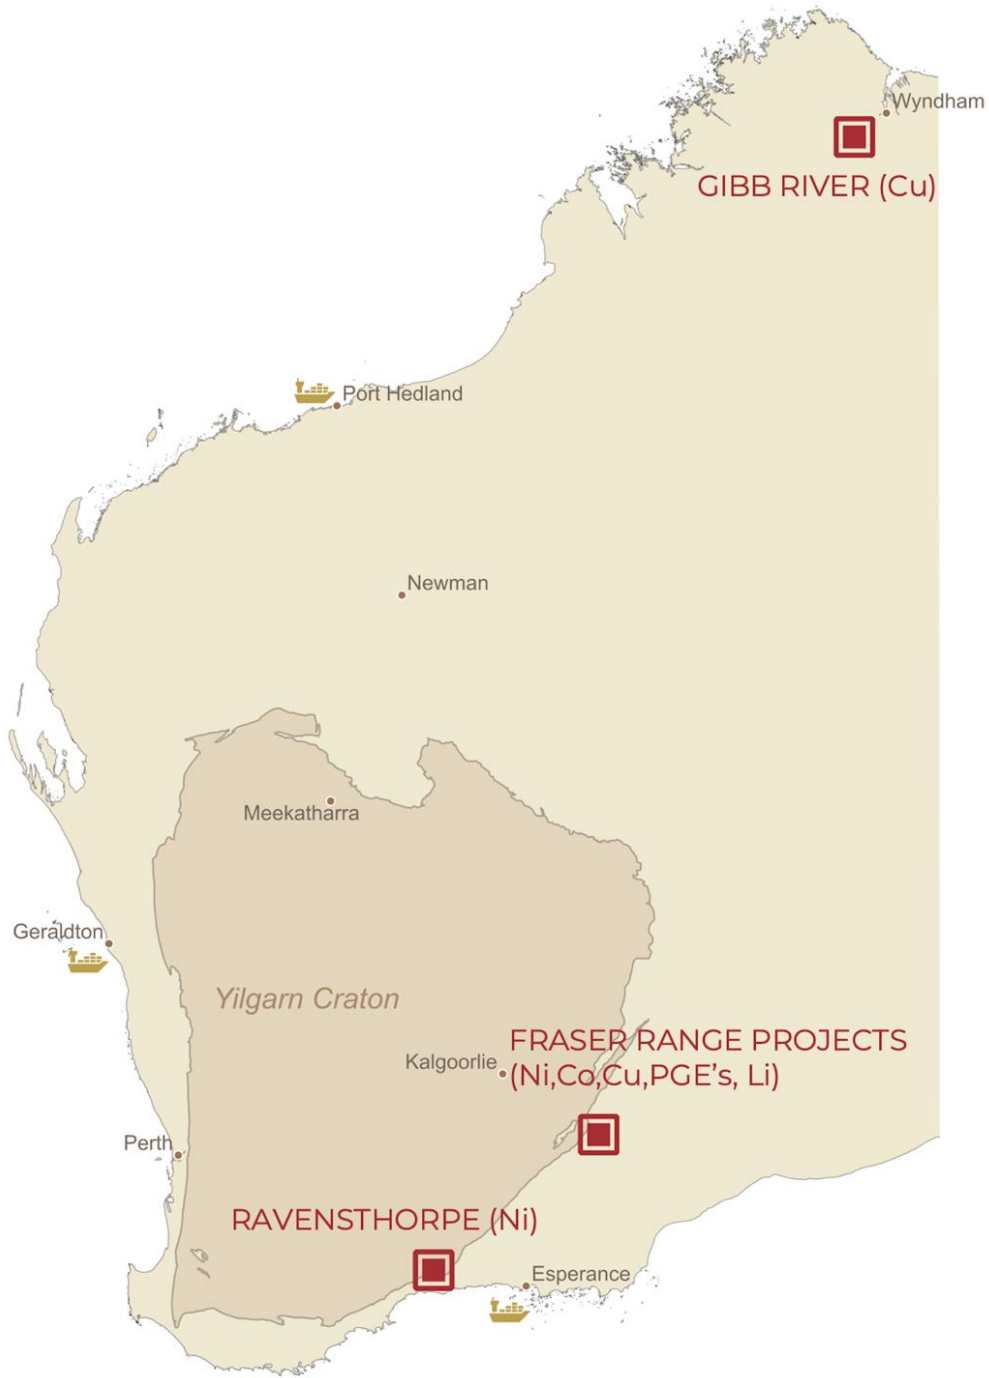 Wyndham
GIBB RIVER (Cu)
Port Hedland
Newman
Meekatharra
Geraldton
Yilgarn Craton
FRASER RANGE PROJECTS
(Ni,Co,Cu,PGE's, Li)
Kalgoorlie
Perth
RAVENSTHORPE (Ni)
Esperance